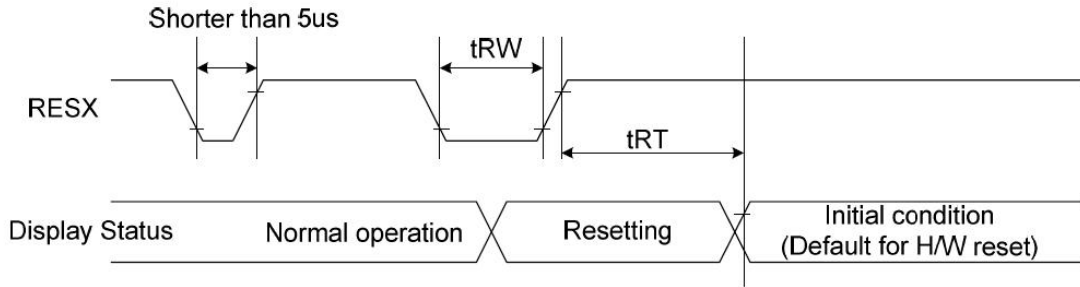 Shorter than 5us
tRW
RESX
tRT
Display Status
Normal operation
Resetting
Initial condition
(Default for H/W reset)